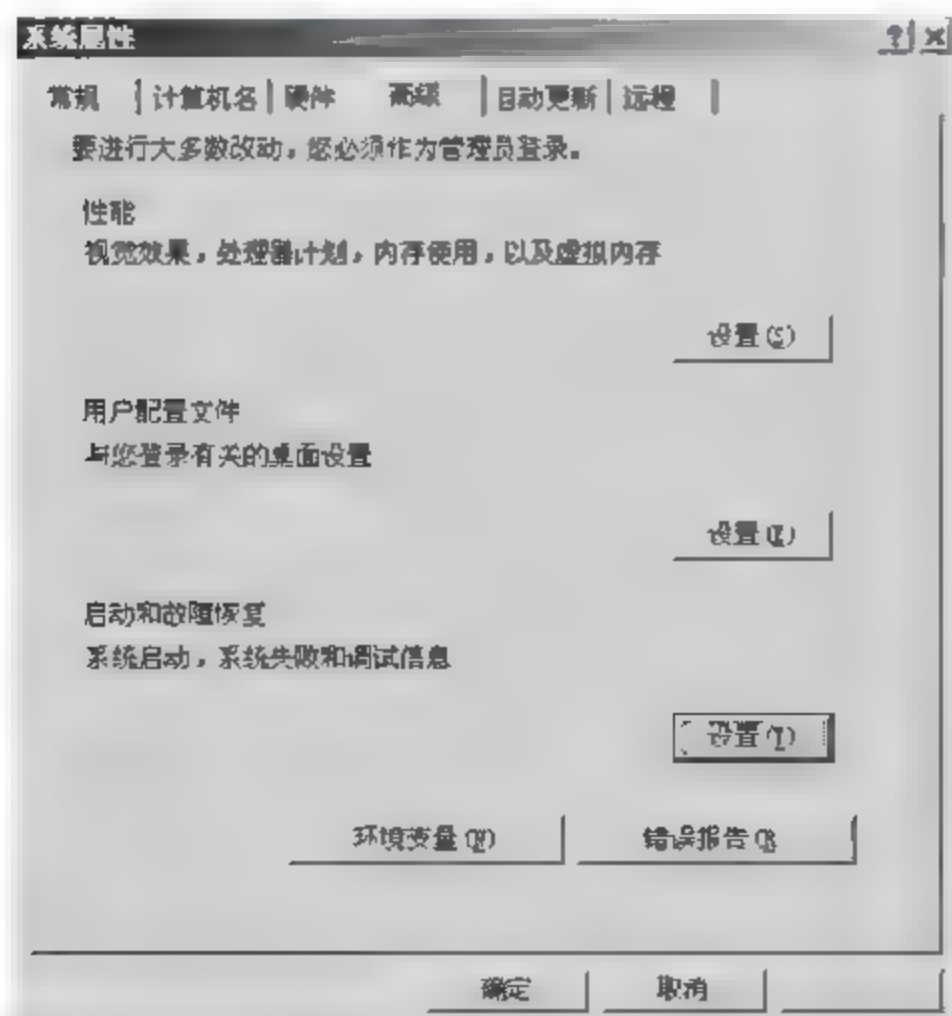 系统属性
常规 计算机名 硬件 高级 自动更新 远程
要进行大多数改动，您必须作为管理员登录。
性能
视觉效果，处理器计划，内存使用，以及虚拟内存
设置(S)
用户配置文件
与您登录有关的桌面设置
设置(E)
启动和故障恢复
系统启动，系统失败和调试信息
设置(T)
环境变量(N) 错误报告(R
确定 取消